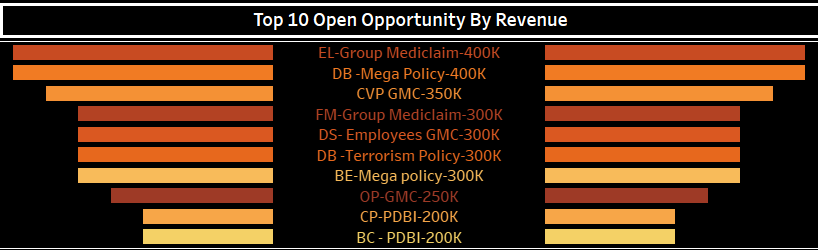 Top 10 Open Opportunity By Revenue
EL-Group Mediclaim-400K
DB -Mega Policy-400K
CVP GMC-350K
FM-Group Mediclaim-300K
DS- Employees GMC-300K
DB -Terrorism Policy-300K
BE-Mega policy-300K
OP-GMC-250K
CP-PDBI-200K
BC - PDBI-200K